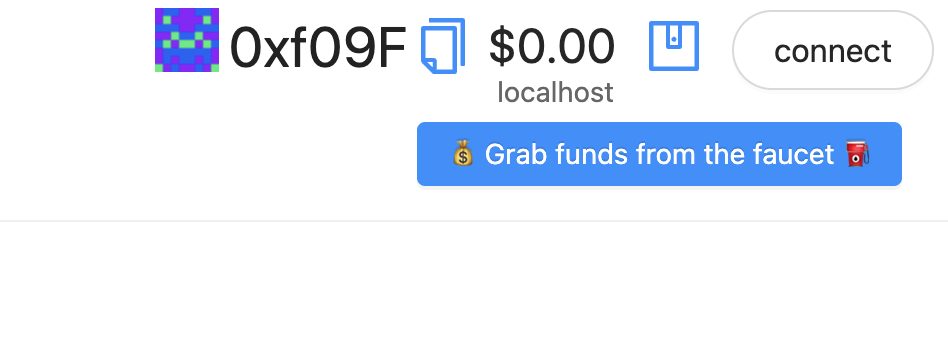 0xf09F $0.00 connect
localhost
💰 Grab funds from the faucet ⛽